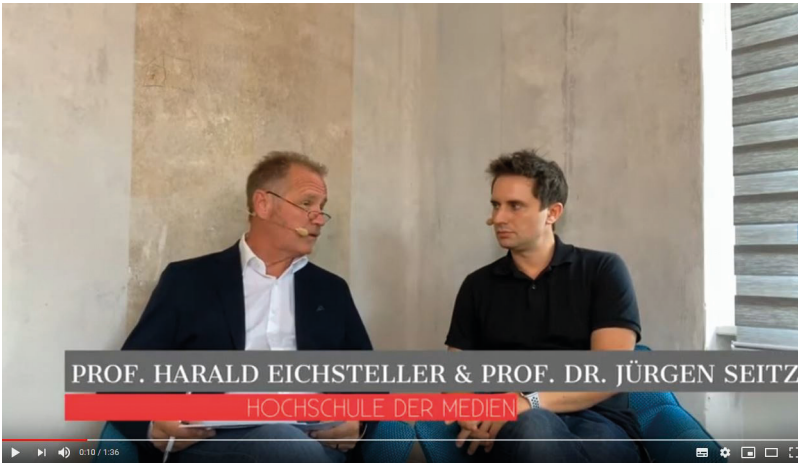 PROF. HARALD EICHSTELLER & PROF. DR. JÜRGEN SEITZ
HOCHSCHULE DER MEDIEN
0:10 / 1:36